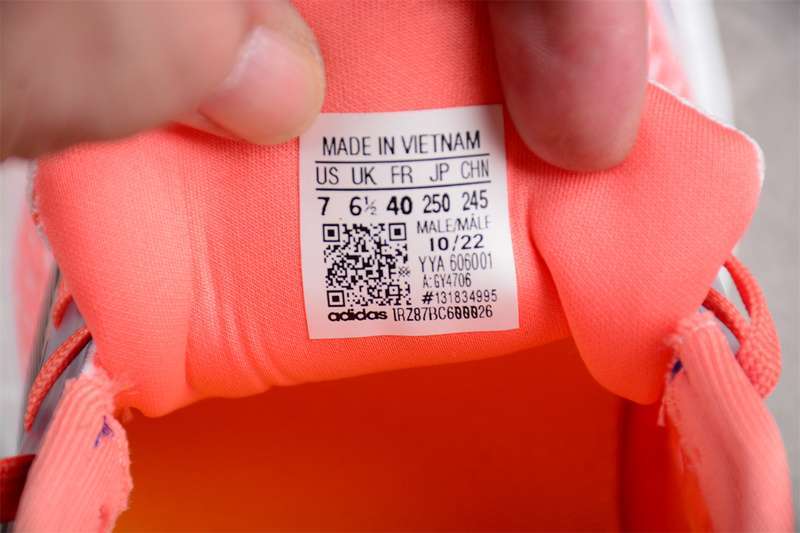 MADE IN VIETNAM
US UK FR JP CHN
7 6½ 40 250 245
MALE/MÂLE
10/22
YYA 606001
A:GY4706
#131834995
adidas 1RZ87BC600026